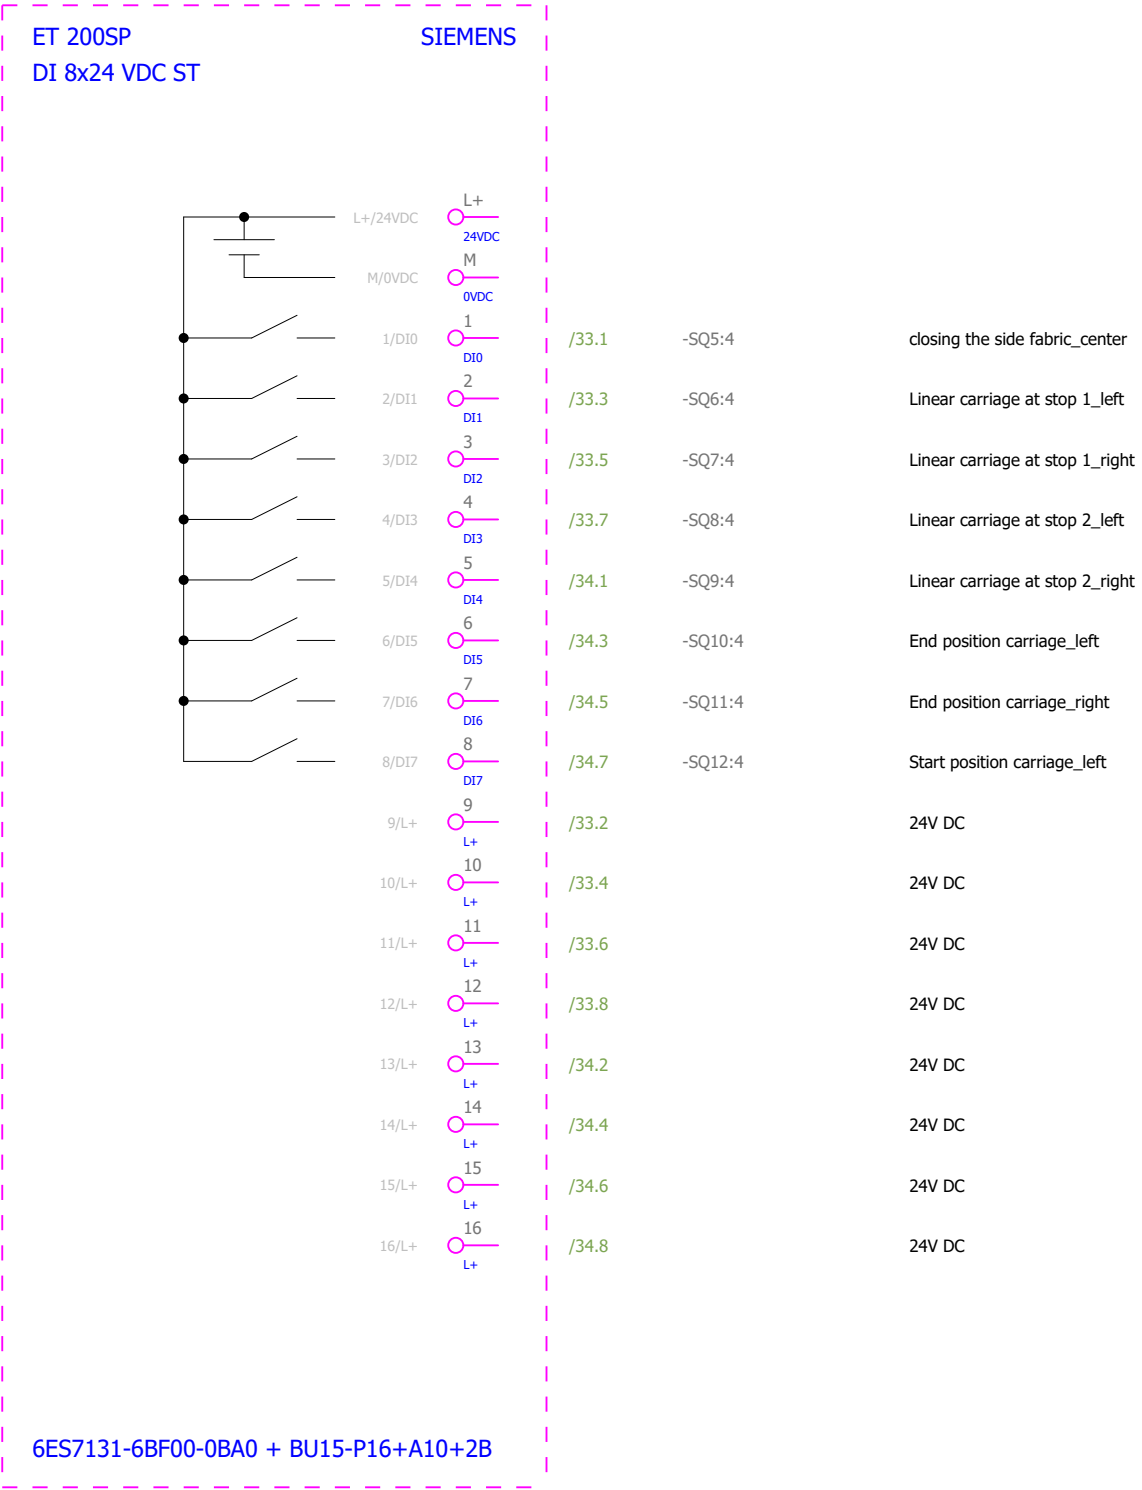 ET 200SP SIEMENS
DI 8x24 VDC ST
L+
L+/24VDC
24VDC
M
M/0VDC
0VDC
1
1/DI0 /33.1 -SQ5:4 closing the side fabric_center
DI0
2
2/DI1 /33.3 -SQ6:4 Linear carriage at stop 1_left
DI1
3
3/DI2 /33.5 -SQ7:4 Linear carriage at stop 1_right
DI2
4
4/DI3 /33.7 -SQ8:4 Linear carriage at stop 2_left
DI3
5
5/DI4 /34.1 -SQ9:4 Linear carriage at stop 2_right
DI4
6
6/DI5 /34.3 -SQ10:4 End position carriage_left
DI5
7
7/DI6 /34.5 -SQ11:4 End position carriage_right
DI6
8
8/DI7 /34.7 -SQ12:4 Start position carriage_left
DI7
9
9/L+ /33.2 24V DC
L+
10
10/L+ /33.4 24V DC
L+
11
11/L+ /33.6 24V DC
L+
12
12/L+ /33.8 24V DC
L+
13
13/L+ /34.2 24V DC
L+
14
14/L+ /34.4 24V DC
L+
15
15/L+ /34.6 24V DC
L+
16
16/L+ /34.8 24V DC
L+
6ES7131-6BF00-0BA0 + BU15-P16+A10+2B